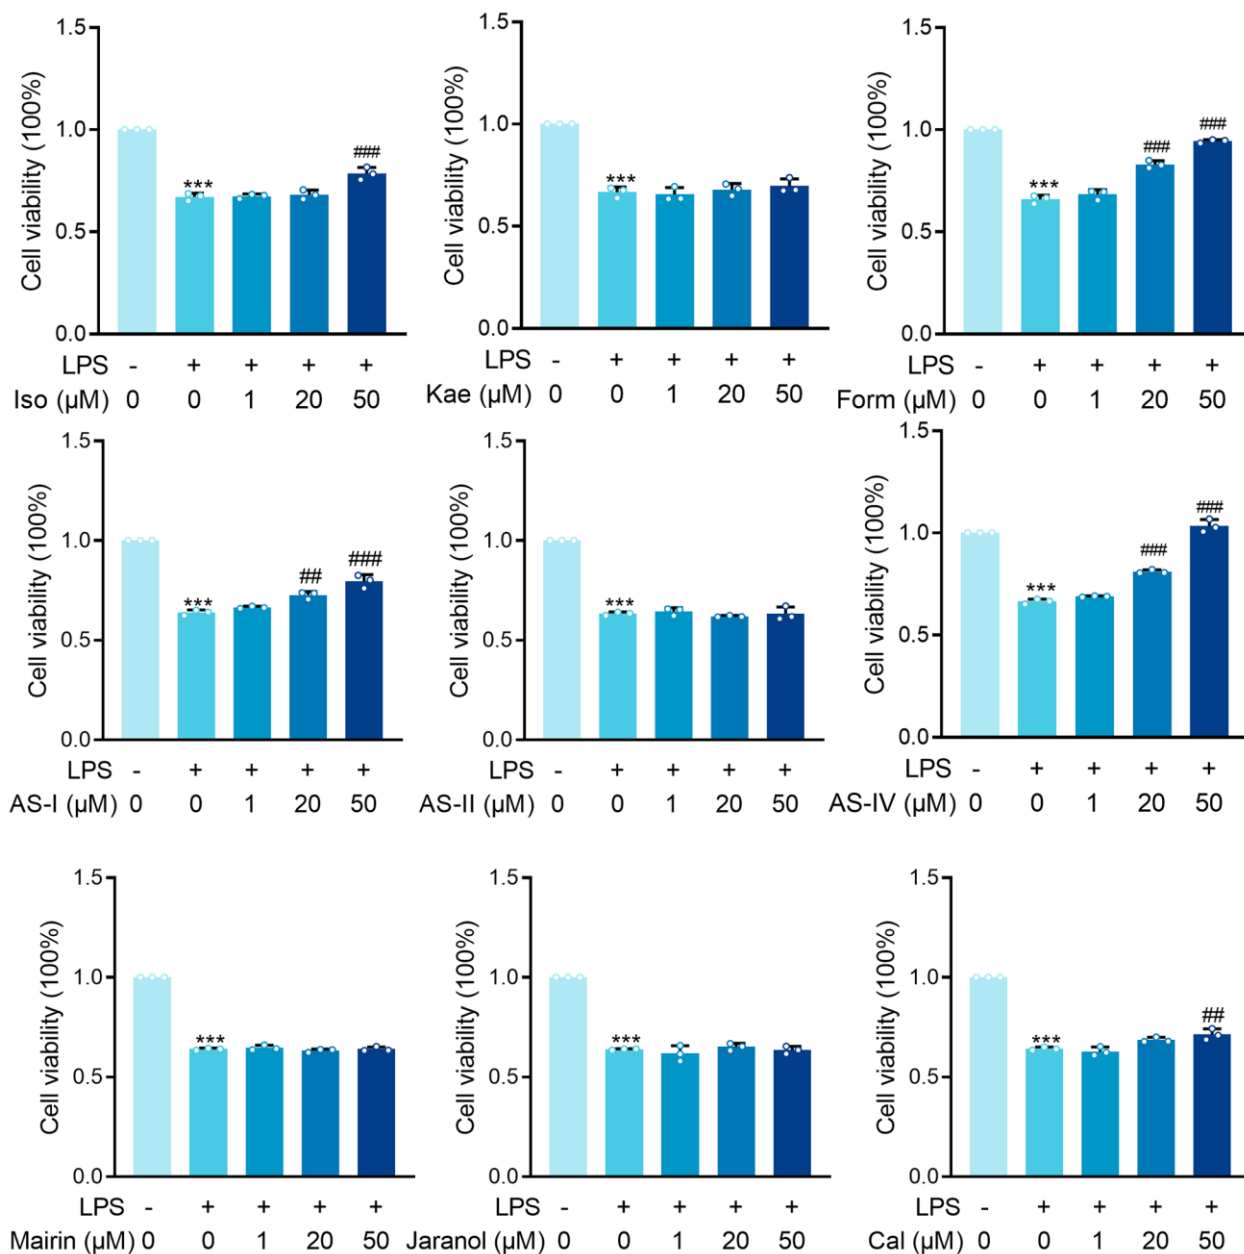 1.5
1.0
0.5
0.0
Cell viability (100%)
***
###
LPS - + + + +
Iso (µM) 0 0 1 20 50
1.5
1.0
0.5
0.0
Cell viability (100%)
***
LPS - + + + +
Kae (µM) 0 0 1 20 50
1.5
1.0
0.5
0.0
Cell viability (100%)
***
###
###
LPS - + + + +
Form (µM) 0 0 1 20 50
1.5
1.0
0.5
0.0
Cell viability (100%)
***
##
###
LPS - + + + +
AS-I (µM) 0 0 1 20 50
1.5
1.0
0.5
0.0
Cell viability (100%)
***
LPS - + + + +
AS-II (µM) 0 0 1 20 50
1.5
1.0
0.5
0.0
Cell viability (100%)
***
###
###
LPS - + + + +
AS-IV (µM) 0 0 1 20 50
1.5
1.0
0.5
0.0
Cell viability (100%)
***
LPS - + + + +
Mairin (µM) 0 0 1 20 50
1.5
1.0
0.5
0.0
Cell viability (100%)
***
LPS - + + + +
Jaranol (µM) 0 0 1 20 50
1.5
1.0
0.5
0.0
Cell viability (100%)
***
##
LPS - + + + +
Cal (µM) 0 0 1 20 50